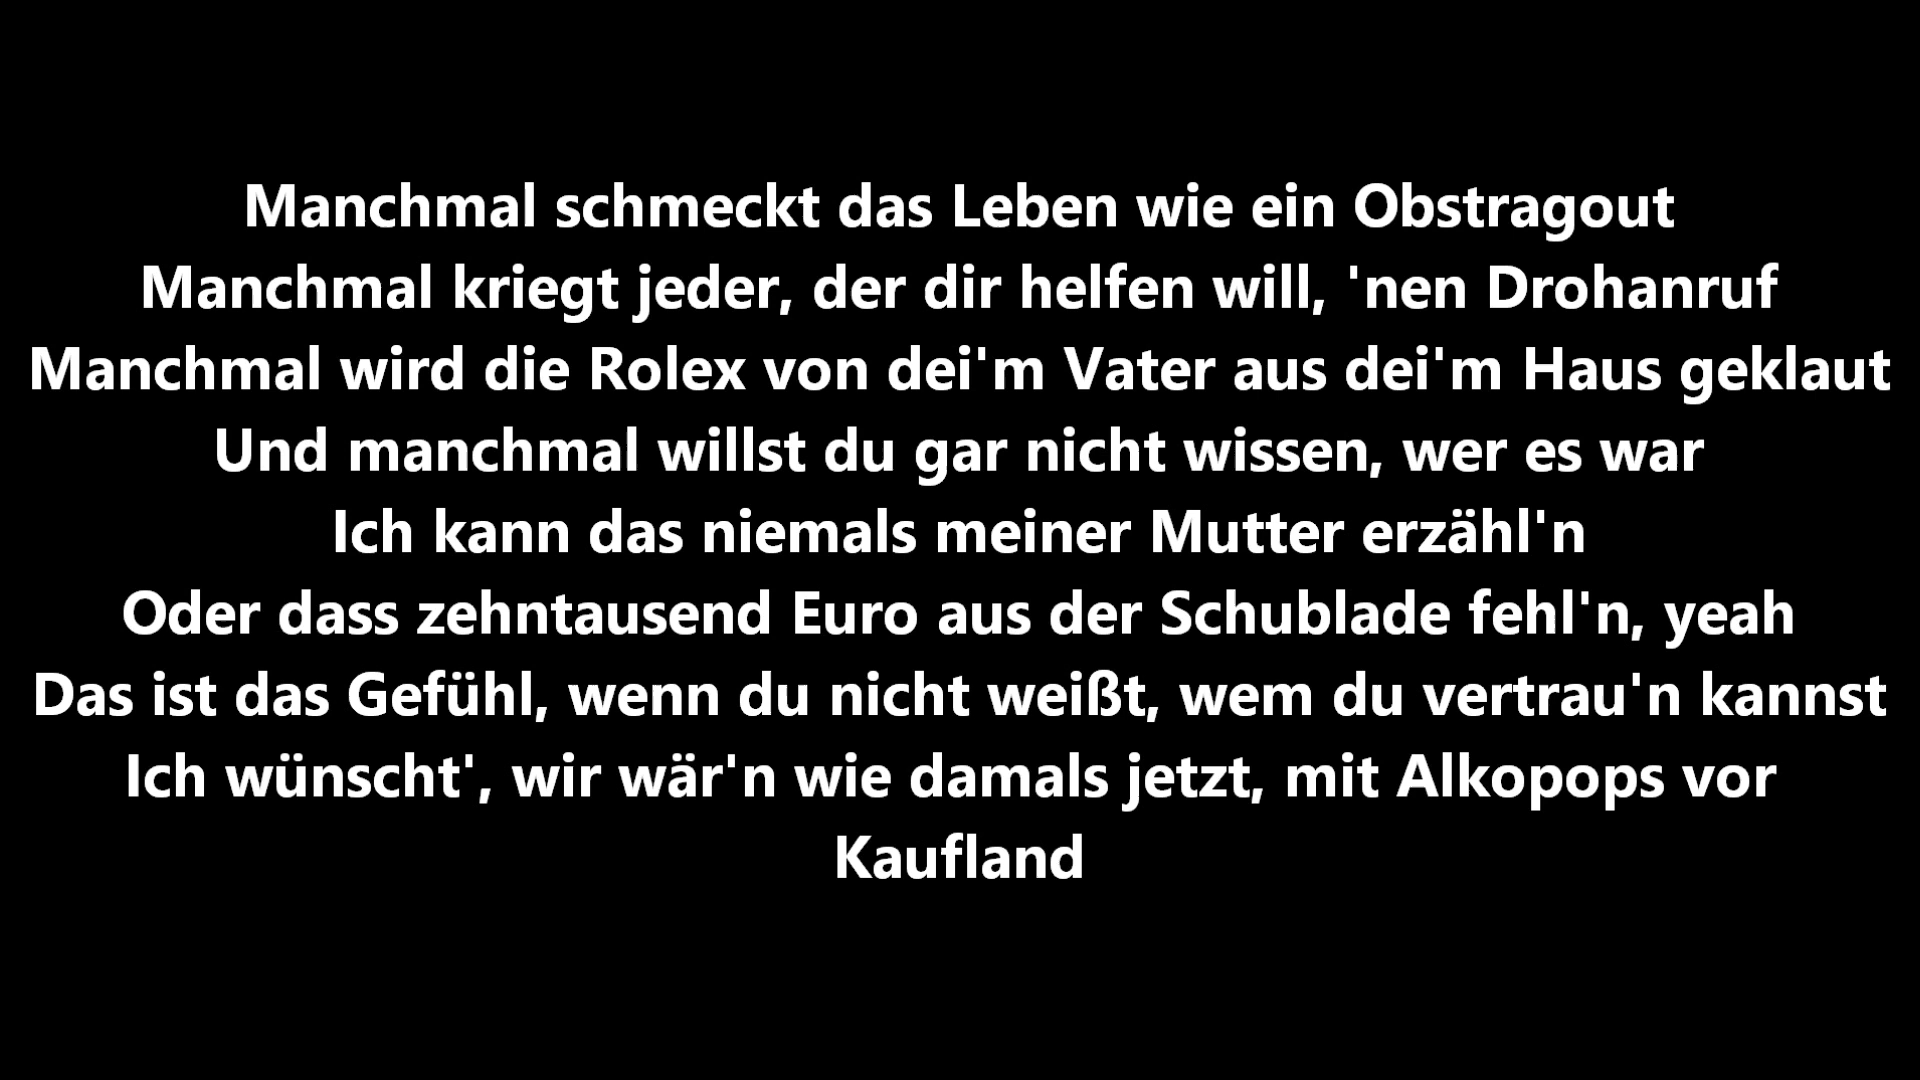 Manchmal schmeckt das Leben wie ein Obstragout
Manchmal kriegt jeder, der dir helfen will, 'nen Drohanruf
Manchmal wird die Rolex von dei'm Vater aus dei'm Haus geklaut
Und manchmal willst du gar nicht wissen, wer es war
Ich kann das niemals meiner Mutter erzähl'n
Oder dass zehntausend Euro aus der Schublade fehl'n, yeah
Das ist das Gefühl, wenn du nicht weißt, wem du vertrau'n kannst
Ich wünscht', wir wär'n wie damals jetzt, mit Alkopops vor
Kaufland